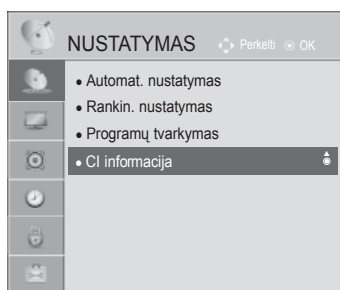 NUSTATYMAS Perkelti OK
• Automat. nustatymas
• Rankin. nustatymas
• Programų tvarkymas
• CI informacija